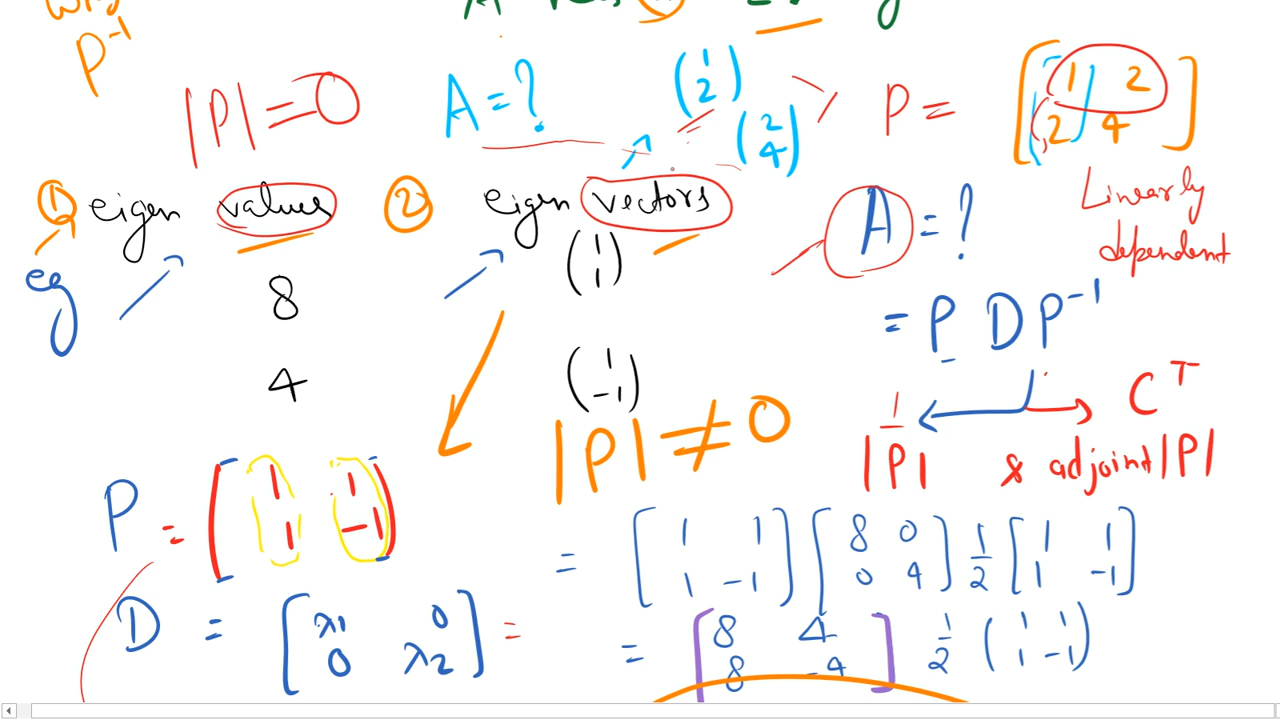 P⁻¹
|P| = 0
A = ?
(1 2)
(2 4)
P = [1 2
2 4]
Linearly
dependent
① eigen values ② eigen vectors
eg
8
(1 1)
4
(1 -1)
A = ?
= P D P⁻¹
1
|P|
Cᵀ
& adjoint |P|
|P| ≠ 0
P = (1 1
1 -1)
= [1 1
1 -1] [8 0
0 4] 1/2 [1 1
1 -1]
D = [λ1 0
0 λ2] =
= [8 4
8 -4] 1/2 (1 1
1 -1)